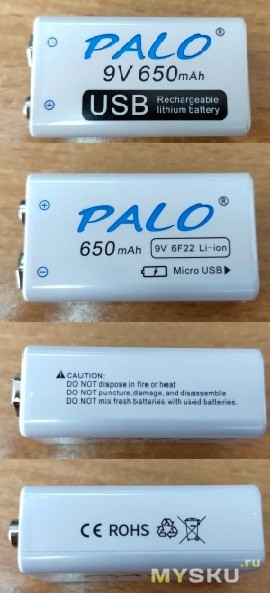 PALO®
9V 650mAh
USB Rechargeable
lithium battery
PALO®
650 mAh 9V 6F22 Li-ion
Micro USB
CAUTION:
DO NOT dispose in fire or heat
DO NOT puncture,damage,and disassemble
DO NOT mix fresh batteries with used batteries.
CE ROHS
MYSKU.ru